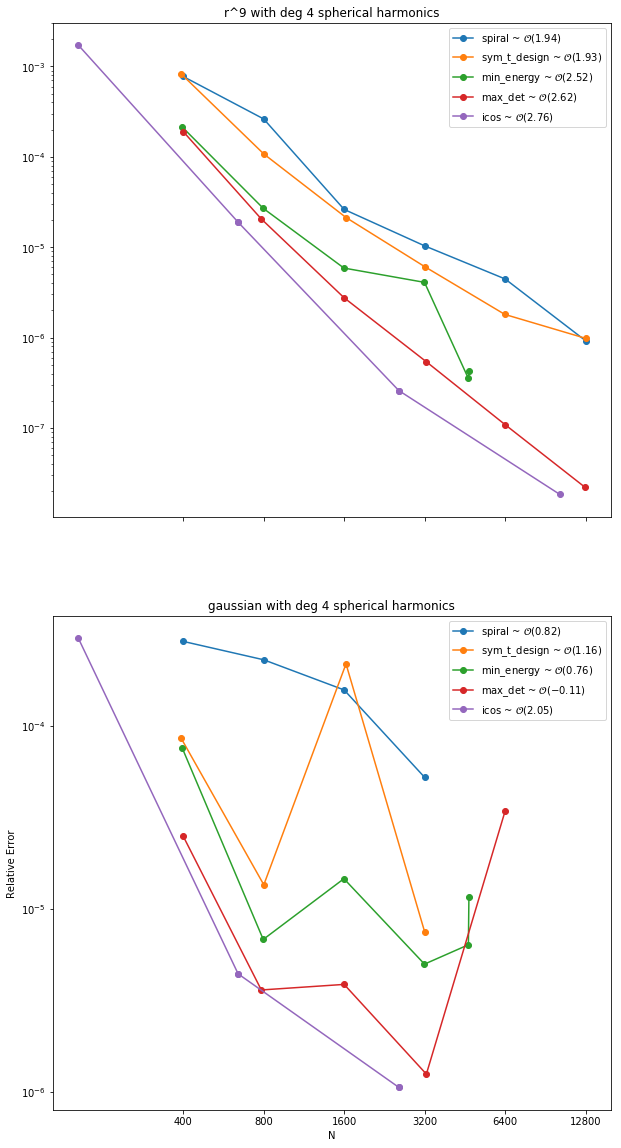 r^9 with deg 4 spherical harmonics
spiral ~ 𝒪(1.94)
sym_t_design ~ 𝒪(1.93)
min_energy ~ 𝒪(2.52)
max_det ~ 𝒪(2.62)
icos ~ 𝒪(2.76)
10⁻³
10⁻⁴
10⁻⁵
10⁻⁶
10⁻⁷
gaussian with deg 4 spherical harmonics
spiral ~ 𝒪(0.82)
sym_t_design ~ 𝒪(1.16)
min_energy ~ 𝒪(0.76)
max_det ~ 𝒪(−0.11)
icos ~ 𝒪(2.05)
10⁻⁴
10⁻⁵
10⁻⁶
Relative Error
400 800 1600 3200 6400 12800
N